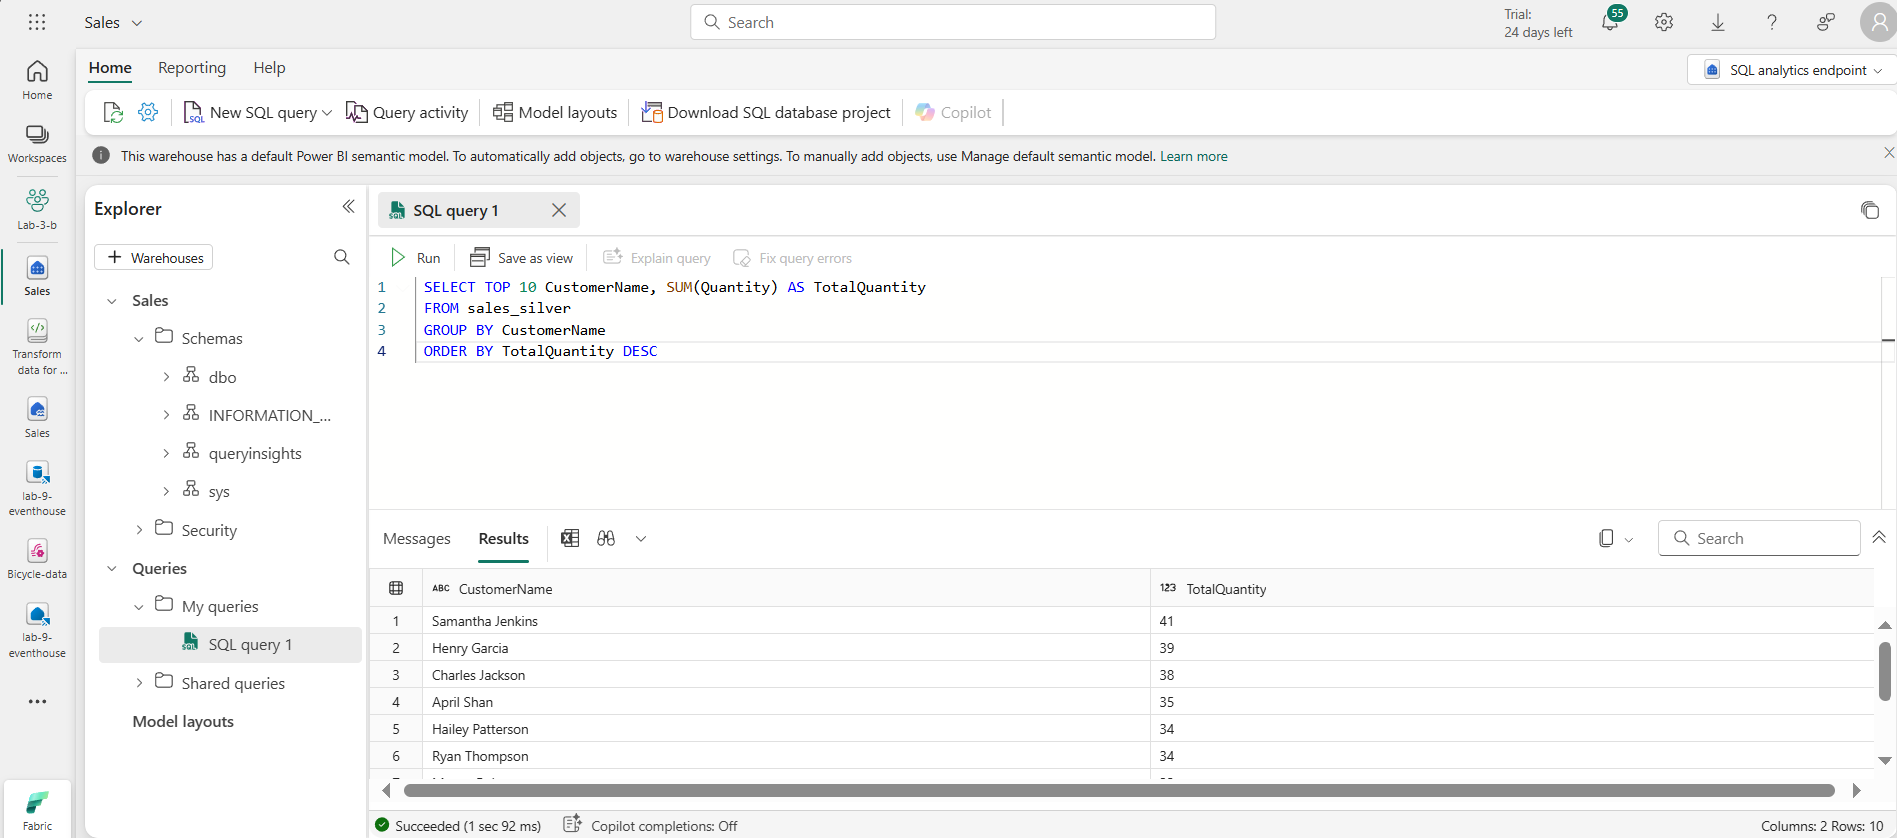 Sales
Search
Trial:
24 days left
55
Home
Reporting
Help
SQL analytics endpoint
New SQL query
Query activity
Model layouts
Download SQL database project
Copilot
This warehouse has a default Power BI semantic model. To automatically add objects, go to warehouse settings. To manually add objects, use Manage default semantic model. Learn more
Home
Workspaces
Lab-3-b
Sales
Transform
data for ...
Sales
lab-9-
eventhouse
Bicycle-data
lab-9-
eventhouse
Fabric
Explorer
+ Warehouses
Sales
Schemas
dbo
INFORMATION_...
queryinsights
sys
Security
Queries
My queries
SQL query 1
Shared queries
Model layouts
SQL query 1
Run
Save as view
Explain query
Fix query errors
1 SELECT TOP 10 CustomerName, SUM(Quantity) AS TotalQuantity
2 FROM sales_silver
3 GROUP BY CustomerName
4 ORDER BY TotalQuantity DESC
Messages
Results
Search
ABC CustomerName 123 TotalQuantity
1 Samantha Jenkins 41
2 Henry Garcia 39
3 Charles Jackson 38
4 April Shan 35
5 Hailey Patterson 34
6 Ryan Thompson 34
Succeeded (1 sec 92 ms)
Copilot completions: Off
Columns: 2 Rows: 10